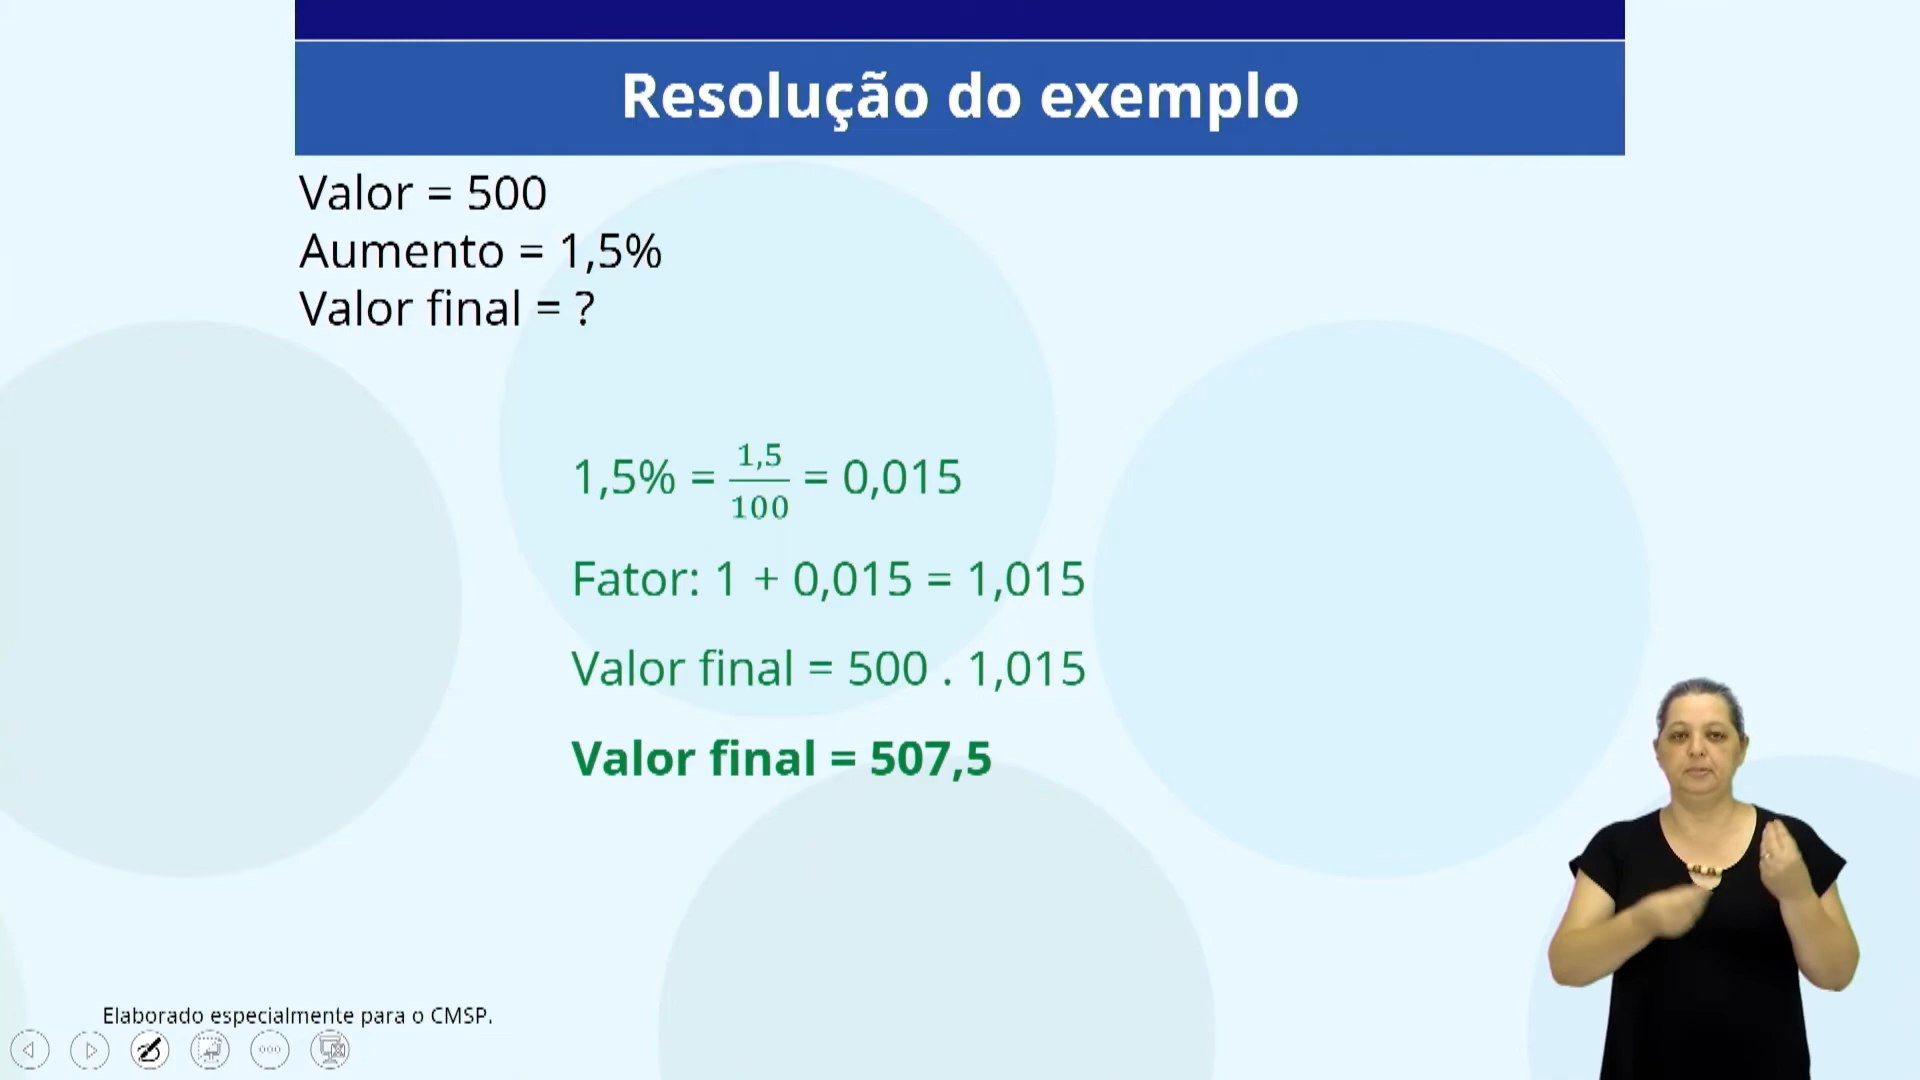 Resolução do exemplo
Valor = 500
Aumento = 1,5%
Valor final = ?
1,5% = 1,5/100 = 0,015
Fator: 1 + 0,015 = 1,015
Valor final = 500 . 1,015
Valor final = 507,5
Elaborado especialmente para o CMSP.